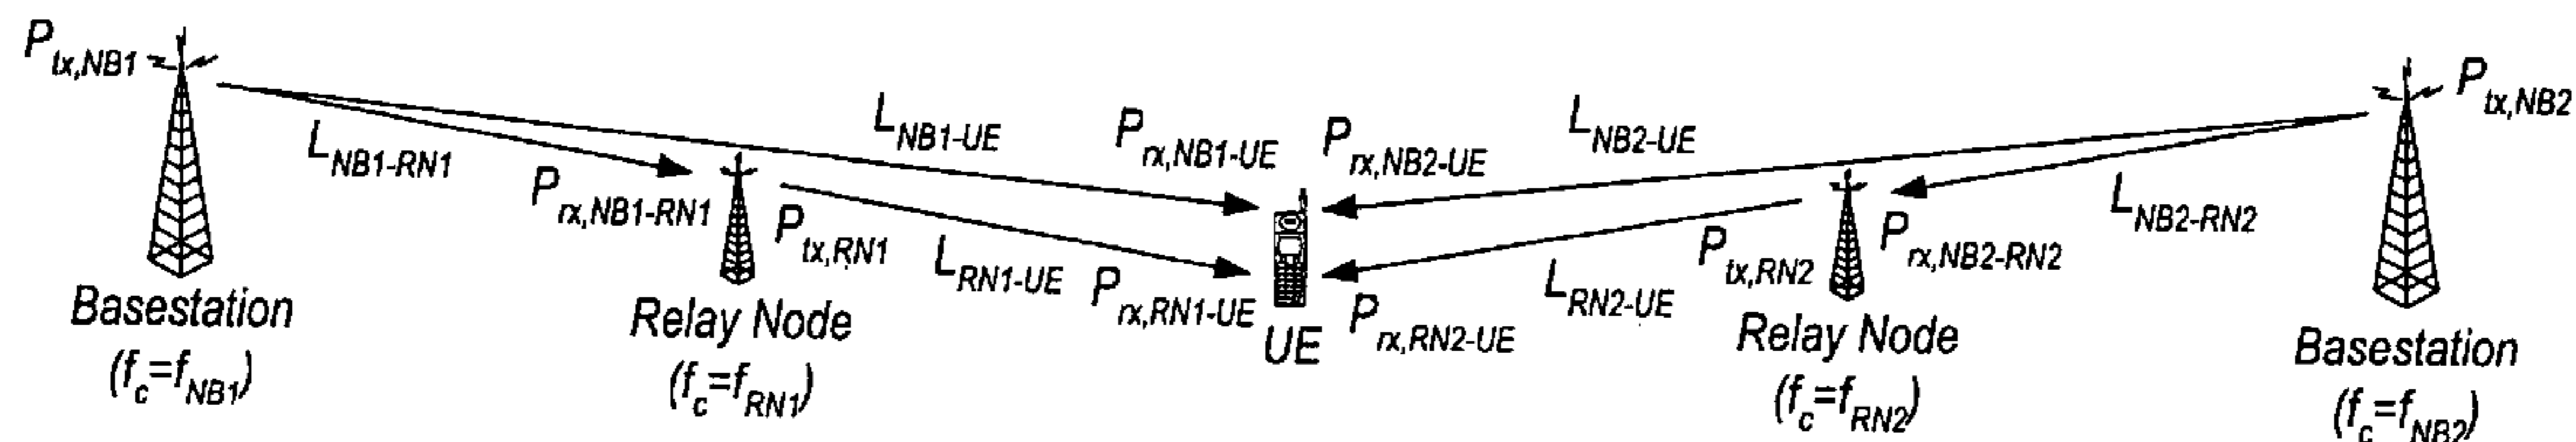 P_tx,NB1
L_NB1-RN1
P_rx,NB1-RN1
P_tx,RN1
L_NB1-UE
L_RN1-UE
P_rx,NB1-UE
P_rx,RN1-UE
P_rx,NB2-UE
P_rx,RN2-UE
L_NB2-UE
L_RN2-UE
P_tx,RN2
P_rx,NB2-RN2
L_NB2-RN2
P_tx,NB2
Basestation
(f_c=f_NB1)
Relay Node
(f_c=f_RN1)
UE
Relay Node
(f_c=f_RN2)
Basestation
(f_c=f_NB2)